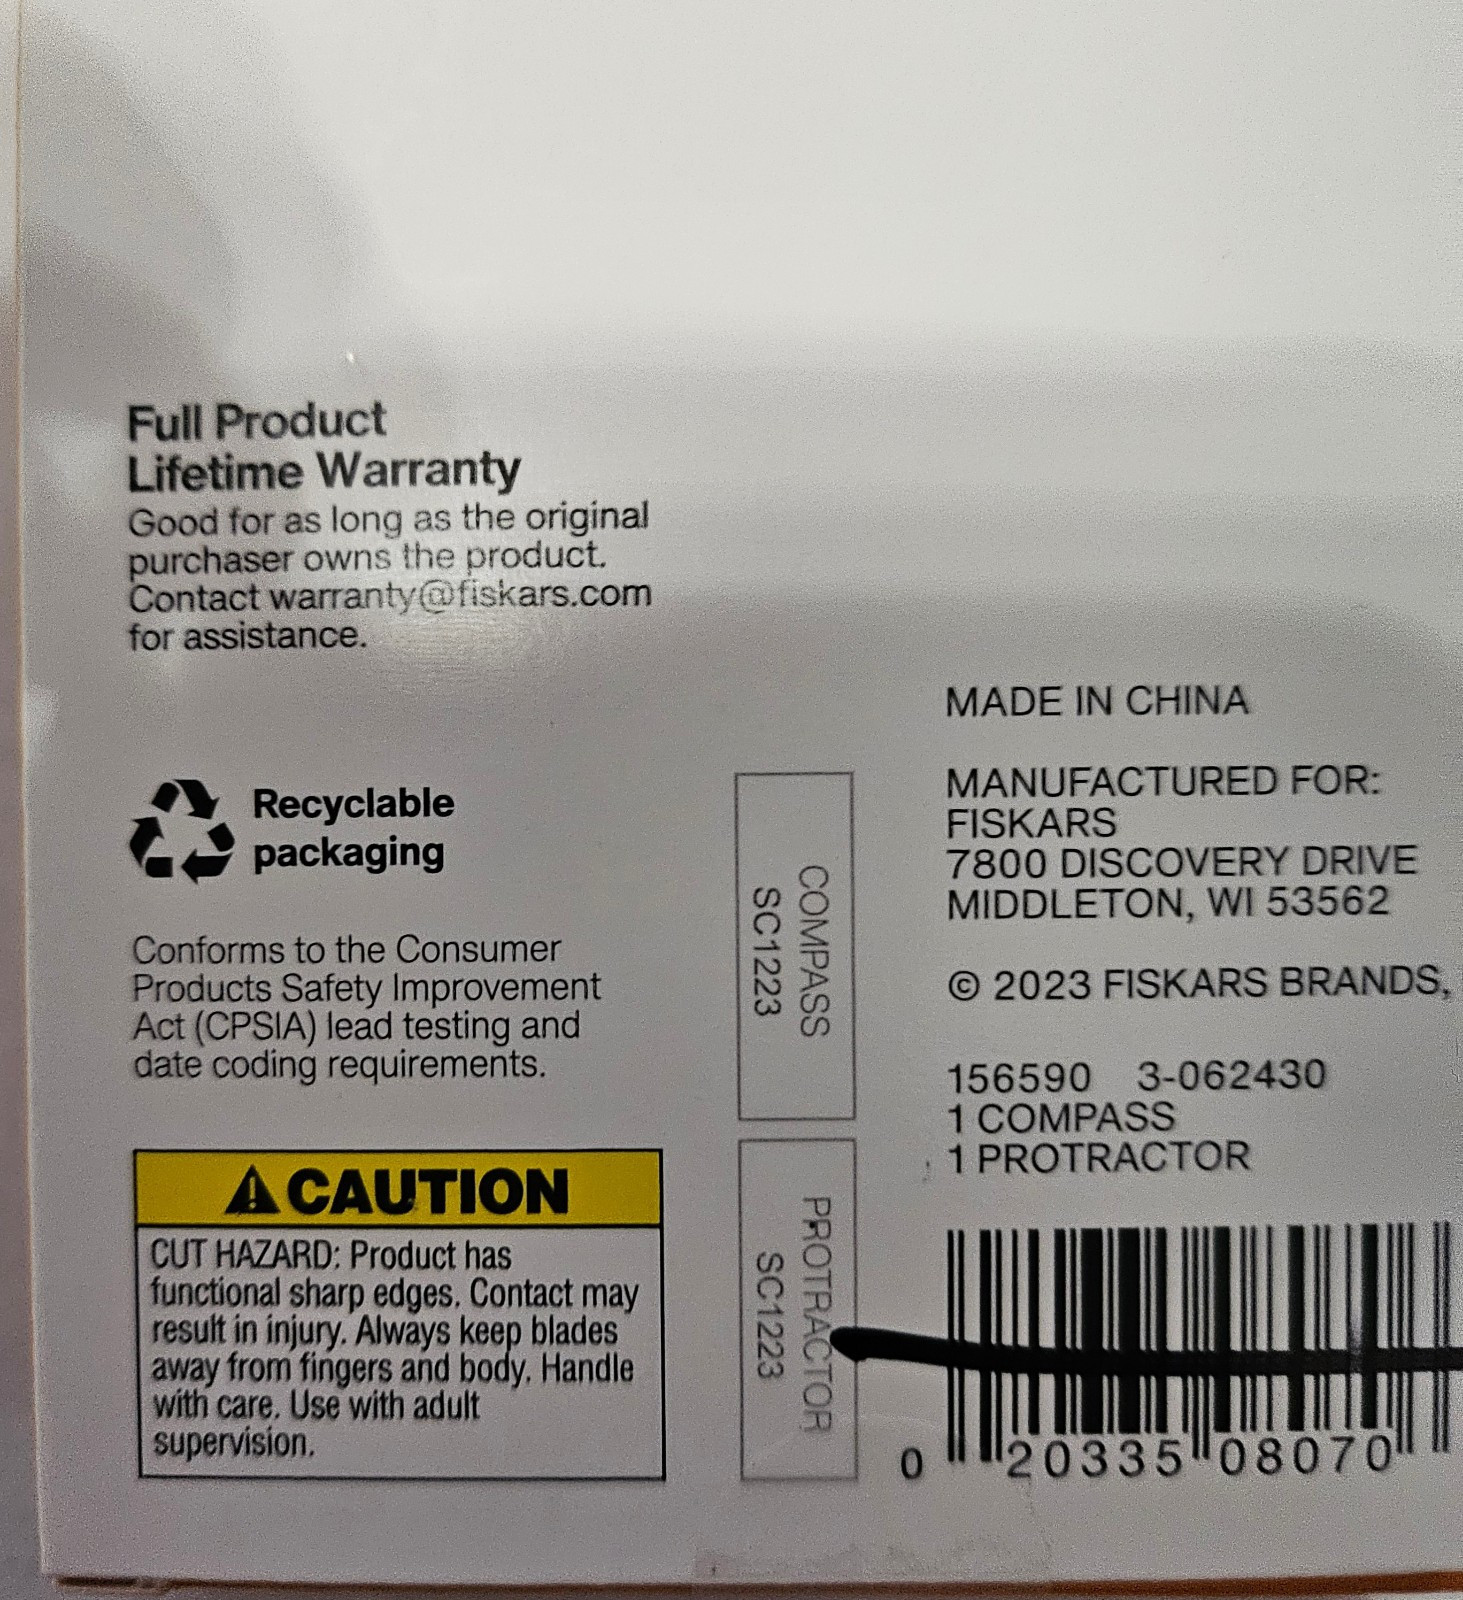 Full Product
Lifetime Warranty
Good for as long as the original
purchaser owns the product.
Contact warranty@fiskars.com
for assistance.
Recyclable
packaging
Conforms to the Consumer
Products Safety Improvement
Act (CPSIA) lead testing and
date coding requirements.
⚠CAUTION
CUT HAZARD: Product has
functional sharp edges. Contact may
result in injury. Always keep blades
away from fingers and body. Handle
with care. Use with adult
supervision.
COMPASS
SC1223
PROTRACTOR
SC1223
MADE IN CHINA
MANUFACTURED FOR:
FISKARS
7800 DISCOVERY DRIVE
MIDDLETON, WI 53562
© 2023 FISKARS BRANDS,
156590 3-062430
1 COMPASS
1 PROTRACTOR
0 20335 08070